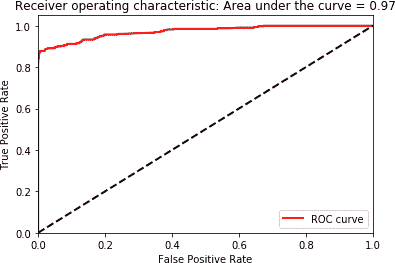 Receiver operating characteristic: Area under the curve = 0.97
True Positive Rate
1.0
0.8
0.6
0.4
0.2
0.0
ROC curve
0.0 0.2 0.4 0.6 0.8 1.0
False Positive Rate